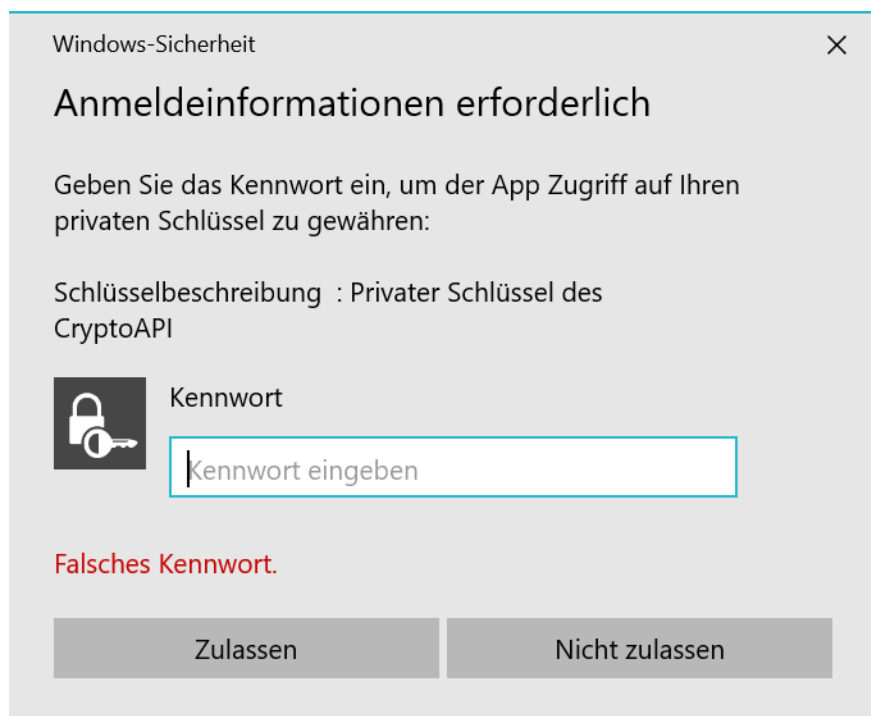 Windows-Sicherheit
Anmeldeinformationen erforderlich
Geben Sie das Kennwort ein, um der App Zugriff auf Ihren
privaten Schlüssel zu gewähren:
Schlüsselbeschreibung : Privater Schlüssel des
CryptoAPI
Kennwort
Kennwort eingeben
Falsches Kennwort.
Zulassen
Nicht zulassen